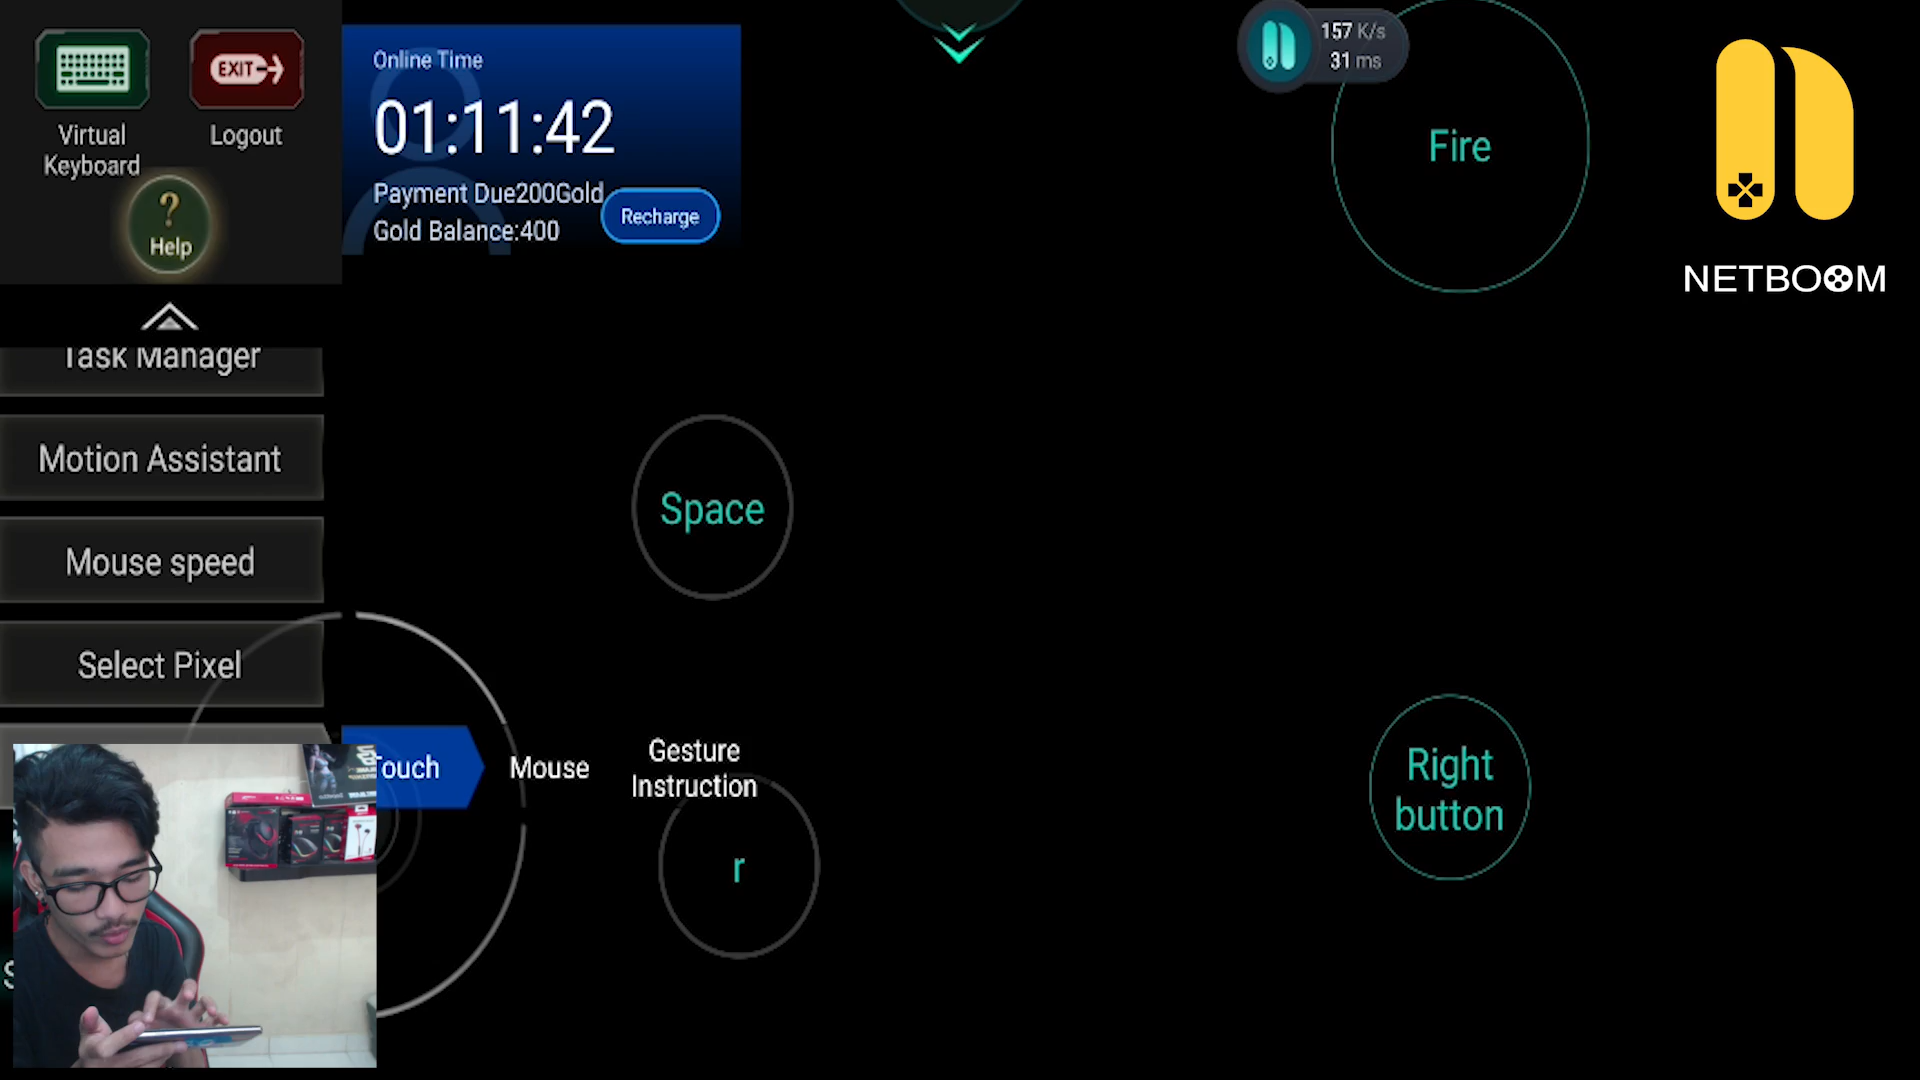 Virtual
Keyboard
EXIT
Logout
?
Help
Online Time
01:11:42
Payment Due200Gold
Gold Balance:400
Recharge
157 K/s
31 ms
Fire
NETBOOM
Task Manager
Motion Assistant
Mouse speed
Select Pixel
Space
Touch
Mouse
Gesture
Instruction
r
Right
button